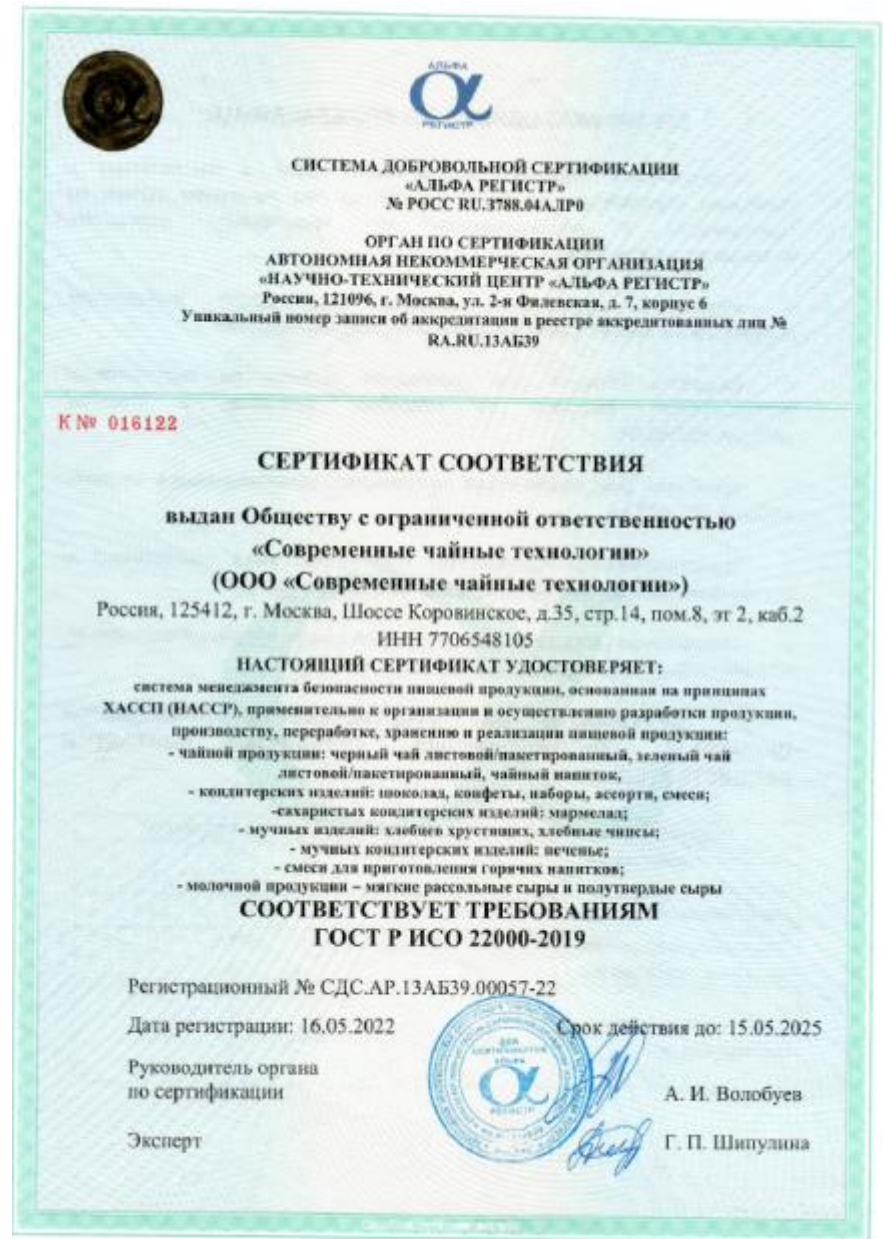 АЛЬФА
РЕГИСТР
СИСТЕМА ДОБРОВОЛЬНОЙ СЕРТИФИКАЦИИ
«АЛЬФА РЕГИСТР»
№ РОСС RU.3788.04АЛР0
ОРГАН ПО СЕРТИФИКАЦИИ
АВТОНОМНАЯ НЕКОММЕРЧЕСКАЯ ОРГАНИЗАЦИЯ
«НАУЧНО-ТЕХНИЧЕСКИЙ ЦЕНТР «АЛЬФА РЕГИСТР»
Россия, 121096, г. Москва, ул. 2-я Филевская, д. 7, корпус 6
Уникальный номер записи об аккредитации в реестре аккредитованных лиц №
RA.RU.13АБ39
К № 016122
СЕРТИФИКАТ СООТВЕТСТВИЯ
выдан Обществу с ограниченной ответственностью
«Современные чайные технологии»
(ООО «Современные чайные технологии»)
Россия, 125412, г. Москва, Шоссе Коровинское, д.35, стр.14, пом.8, эт 2, каб.2
ИНН 7706548105
НАСТОЯЩИЙ СЕРТИФИКАТ УДОСТОВЕРЯЕТ:
система менеджмента безопасности пищевой продукции, основанная на принципах
ХАССП (НАССР), применительно к организации и осуществлению разработки продукции,
производству, переработке, хранению и реализации пищевой продукции:
- чайной продукции: черный чай листовой/пакетированный, зеленый чай
листовой/пакетированный, чайный напиток,
- кондитерских изделий: шоколад, конфеты, наборы, ассорти, смеси;
-сахаристых кондитерских изделий: мармелад;
- мучных изделий: хлебцев хрустящих, хлебные чипсы;
- мучных кондитерских изделий: печенье;
- смеси для приготовления горячих напитков;
- молочной продукции – мягкие рассольные сыры и полутвердые сыры
СООТВЕТСТВУЕТ ТРЕБОВАНИЯМ
ГОСТ Р ИСО 22000-2019
Регистрационный № СДС.АР.13АБ39.00057-22
Дата регистрации: 16.05.2022 Срок действия до: 15.05.2025
Руководитель органа
по сертификации А. И. Волобуев
Эксперт Г. П. Шипулина
ДЛЯ
СЕРТИФИКАТОВ
АЛЬФА
РЕГИСТР